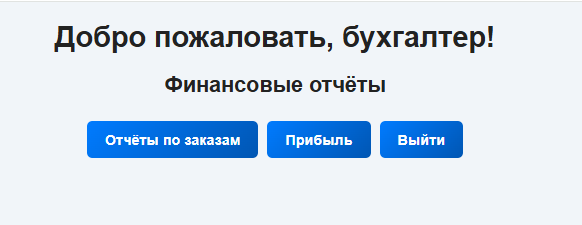 Добро пожаловать, бухгалтер!
Финансовые отчёты
Отчёты по заказам Прибыль Выйти